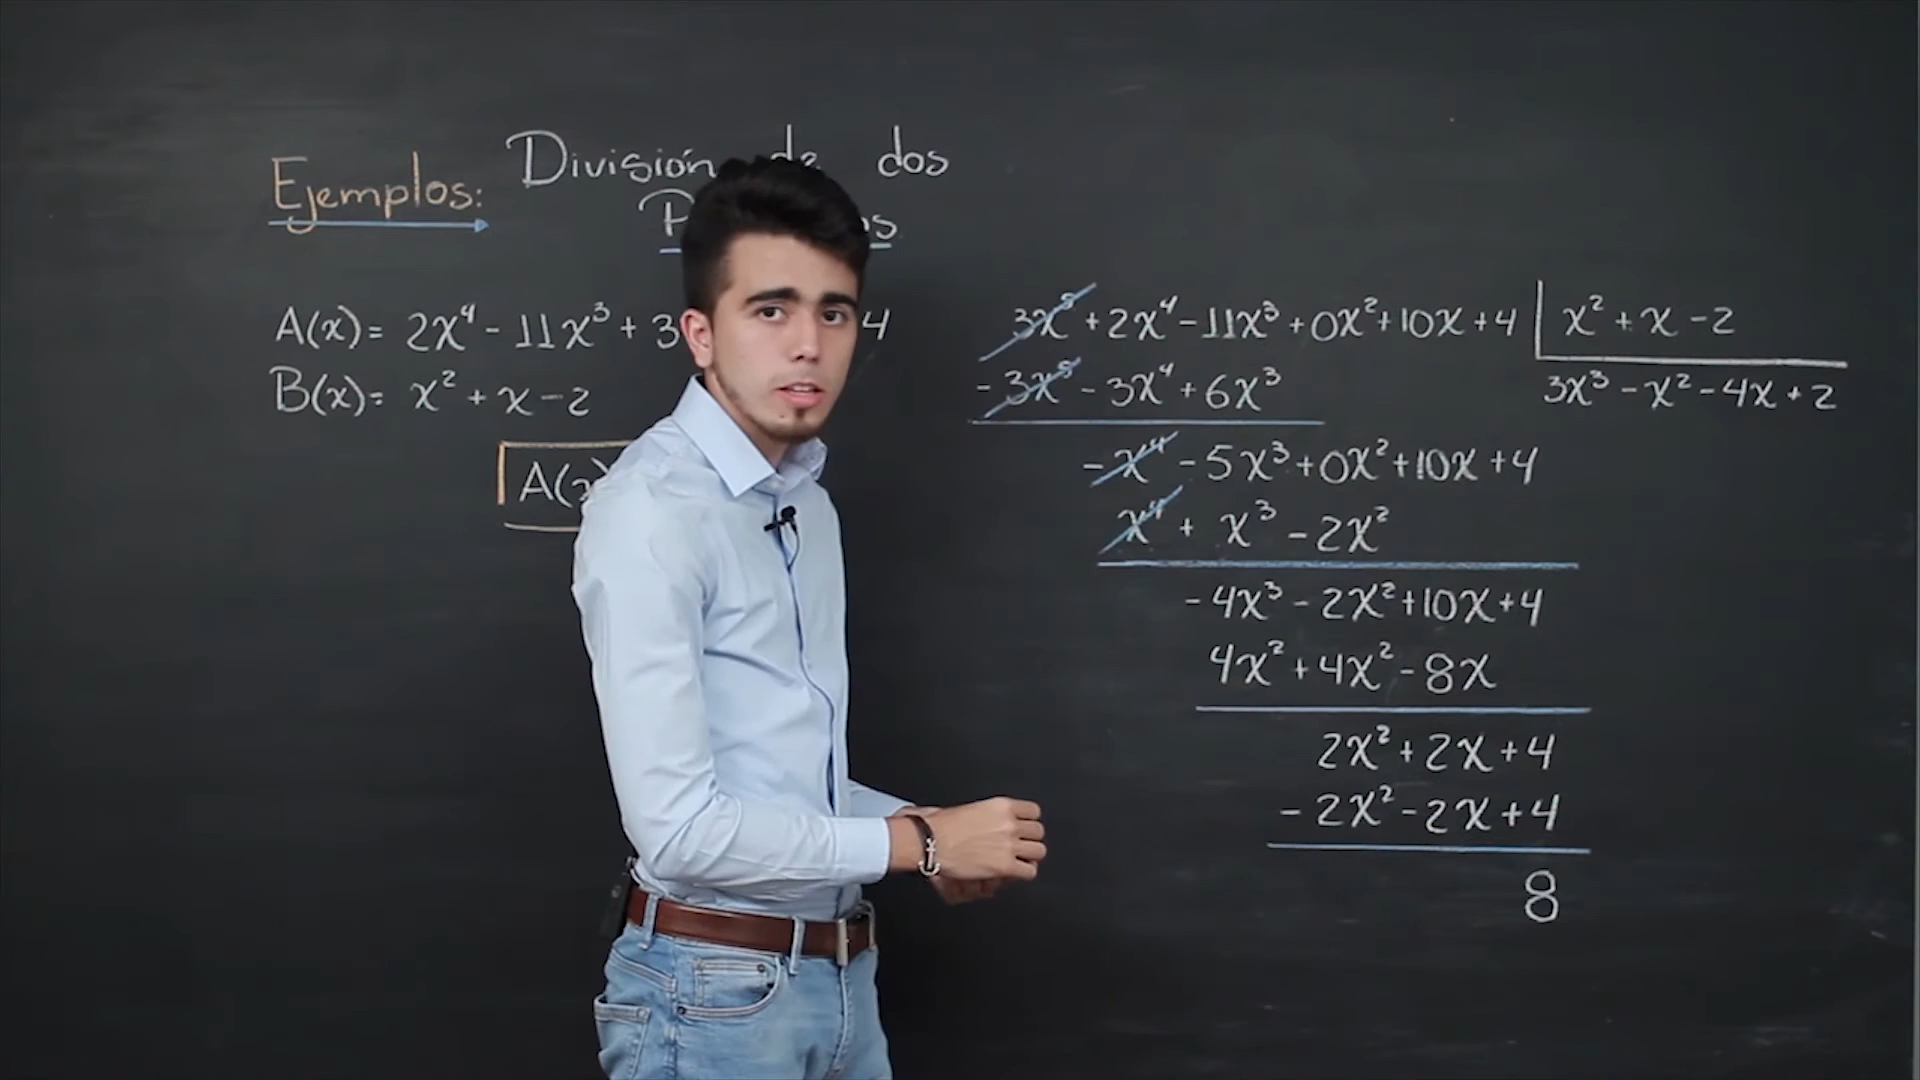 Ejemplos: División de dos
A(x)= 2x⁴ - 11x³ + 3 4
B(x)= x² + x - 2
A(x)
3x⁵ + 2x⁴ - 11x³ + 0x² + 10x + 4 | x² + x - 2
- 3x⁵ - 3x⁴ + 6x³ 3x³ - x² - 4x + 2
- x⁴ - 5x³ + 0x² + 10x + 4
x⁴ + x³ - 2x²
- 4x³ - 2x² + 10x + 4
4x² + 4x² - 8x
2x² + 2x + 4
- 2x² - 2x + 4
8